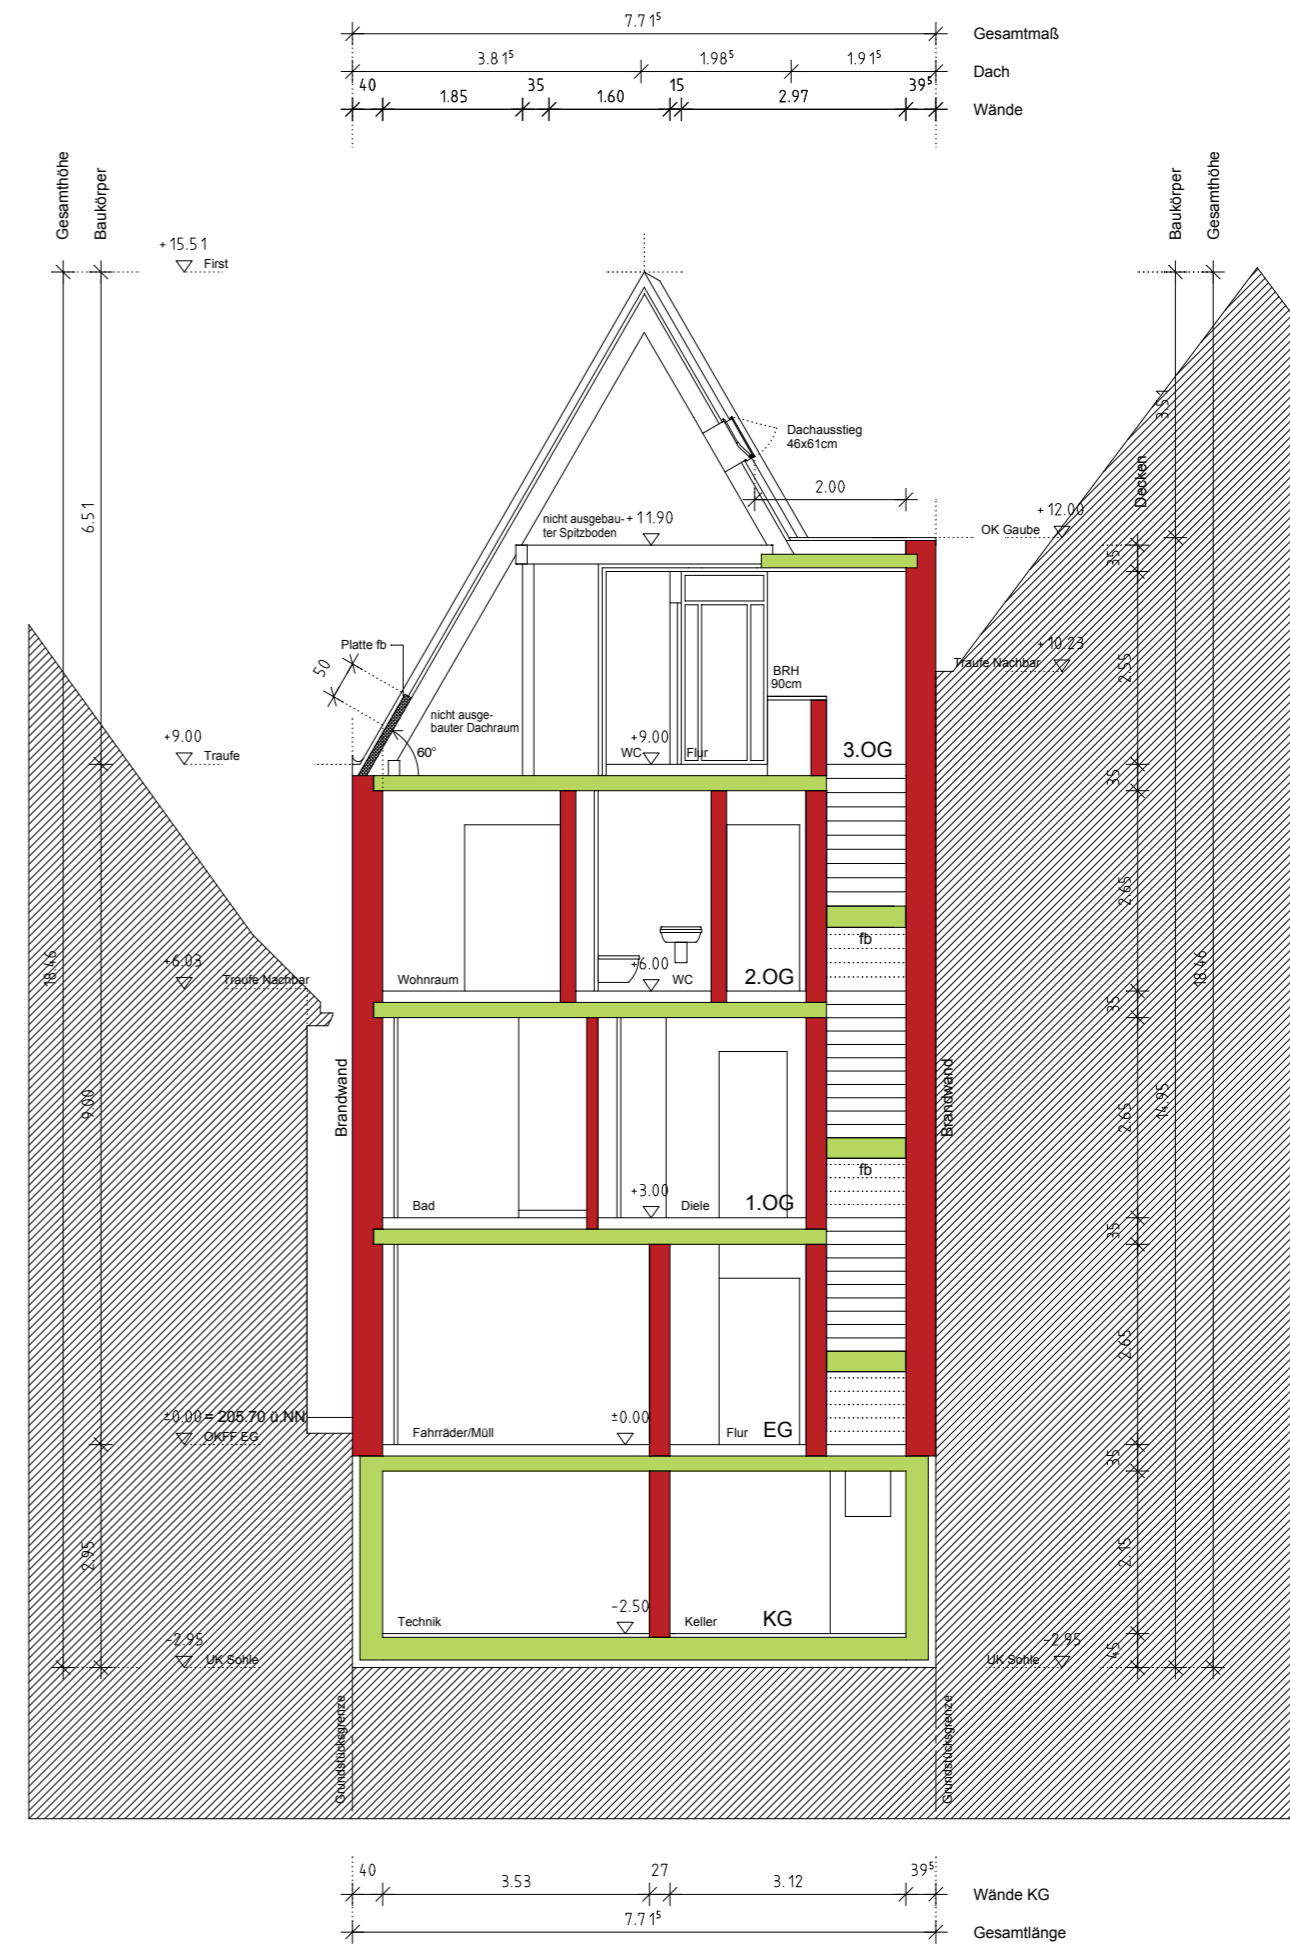 7.71⁵
Gesamtmaß
3.81⁵ 1.98⁵ 1.91⁵
Dach
40 1.85 35 1.60 15 2.97 39⁵
Wände
Gesamthöhe
Baukörper
Baukörper
Gesamthöhe
+15.51
First
3.51
Dachausstieg
46x61cm
Decken
2.00
6.51
nicht ausgebau-
ter Spitzboden
+11.90
+12.00
OK Gaube
35
Platte fb
50
+10.23
Traufe Nachbar
2.55
BRH
90cm
nicht ausge-
bauter Dachraum
60°
+9.00
Traufe
+9.00
WC
Flur
3.OG
35
2.65
fb
18.46
+6.03
Traufe Nachbar
Wohnraum
+6.00
WC
2.OG
18.46
35
Brandwand
Brandwand
9.00
14.95
2.65
fb
Bad
+3.00
Diele
1.OG
35
2.65
±0.00 = 205.70 ü.NN
OKFF EG
Fahrräder/Müll
±0.00
Flur
EG
35
2.95
2.15
Technik
-2.50
Keller
KG
-2.95
UK Sohle
-2.95
UK Sohle
45
Grundstücksgrenze
Grundstücksgrenze
40 3.53 27 3.12 39⁵
Wände KG
7.71⁵
Gesamtlänge